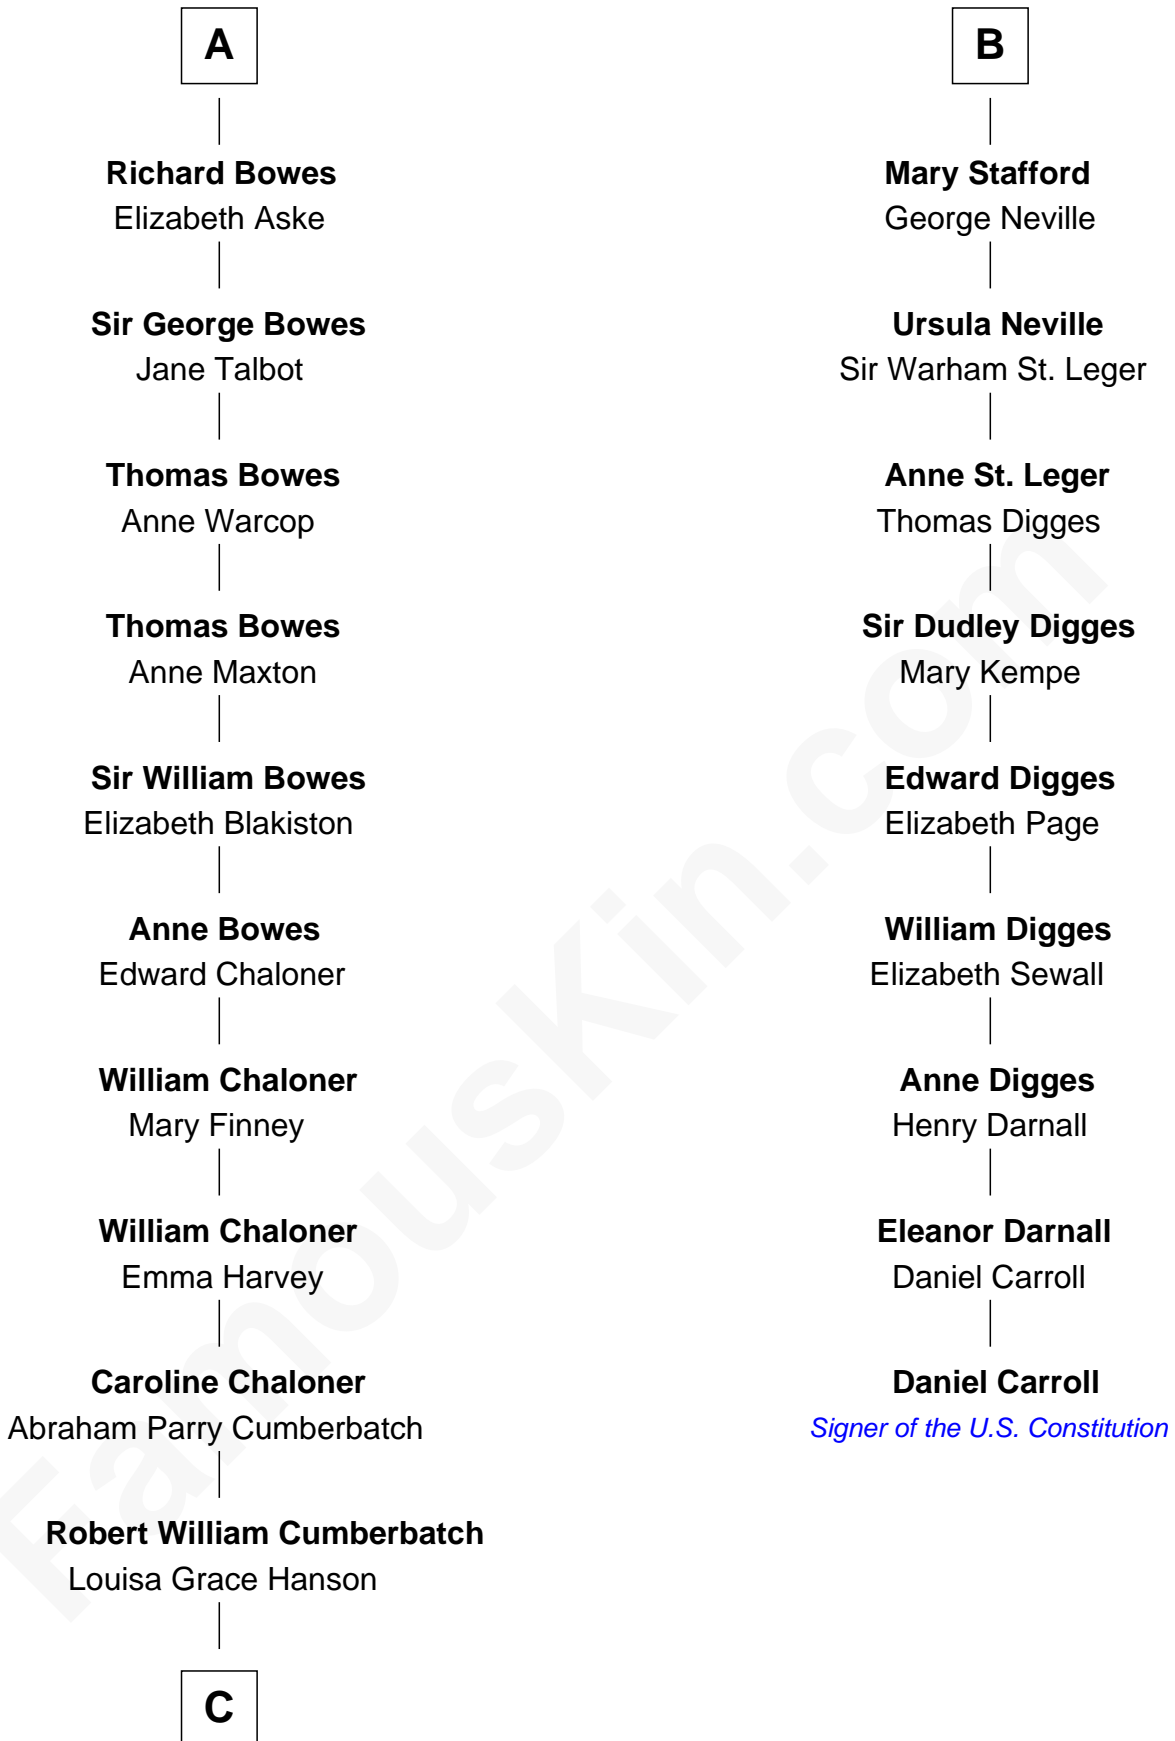 A
Richard Bowes
Elizabeth Aske
Sir George Bowes
Jane Talbot
Thomas Bowes
Anne Warcop
Thomas Bowes
Anne Maxton
Sir William Bowes
Elizabeth Blakiston
Anne Bowes
Edward Chaloner
William Chaloner
Mary Finney
William Chaloner
Emma Harvey
Caroline Chaloner
Abraham Parry Cumberbatch
Robert William Cumberbatch
Louisa Grace Hanson
C
B
Mary Stafford
George Neville
Ursula Neville
Sir Warham St. Leger
Anne St. Leger
Thomas Digges
Sir Dudley Digges
Mary Kempe
Edward Digges
Elizabeth Page
William Digges
Elizabeth Sewall
Anne Digges
Henry Darnall
Eleanor Darnall
Daniel Carroll
Daniel Carroll
Signer of the U.S. Constitution
FamousKin.com